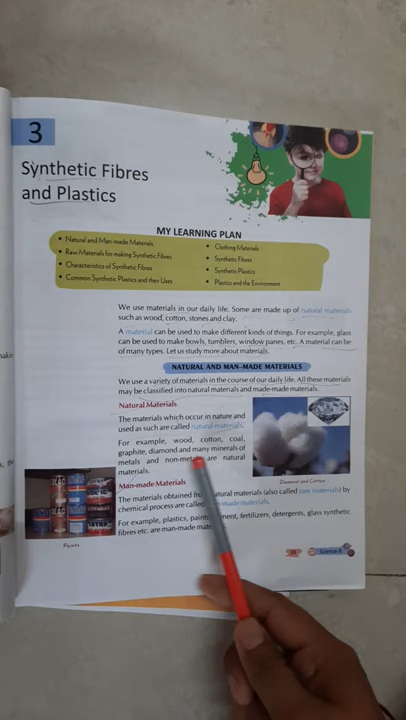 3
Synthetic Fibres
and Plastics
MY LEARNING PLAN
• Natural and Man-made Materials
• Raw Materials for making Synthetic Fibres
• Characteristics of Synthetic Fibres
• Common Synthetic Plastics and their Uses
• Clothing Materials
• Synthetic Fibres
• Synthetic Plastics
• Plastics and the Environment
We use materials in our daily life. Some are made up of natural materials
such as wood, cotton, stones and clay.
A material can be used to make different kinds of things. For example, glass
can be used to make bowls, tumblers, window panes, etc. A material can be
of many types. Let us study more about materials.
NATURAL AND MAN-MADE MATERIALS
We use a variety of materials in the course of our daily life. All these materials
may be classified into natural materials and made-made materials.
Natural Materials
The materials which occur in nature and
used as such are called natural materials.
For example, wood, cotton, coal,
graphite, diamond and many minerals of
metals and non-metals are natural
materials.
Diamond and Cotton
Man-made Materials
The materials obtained from natural materials (also called raw materials) by
chemical process are called man-made materials.
For example, plastics, paints, fertilizers, detergents, glass synthetic
fibres etc. are man-made
Paints
Science-8